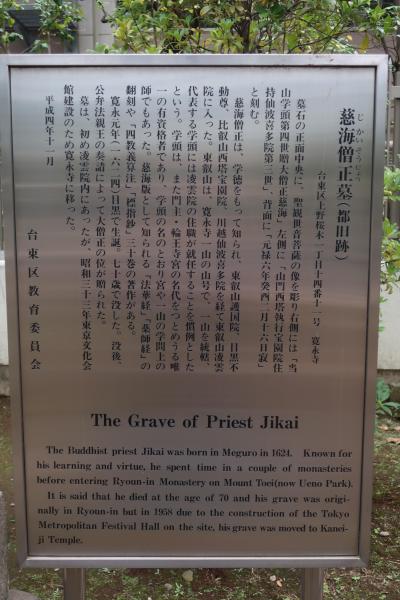 慈海僧正墓(都旧跡)
じかいそうじょう
台東区上野桜木一丁目十四番十一号 寛永寺
墓石の正面中央に、聖観世音菩薩の像を彫り右側には「当
山学頭第四世贈大僧正慈海」左側に「山門西塔執行宝園院住
持仙波喜多院第三世」、背面に「元禄六年癸酉二月十六日寂」
と刻む。
慈海僧正は、学徳をもって知られ、東叡山護国院、目黒不
動尊、比叡山西塔宝園院、川越仙波喜多院を経て東叡山凌雲
院に入った。東叡山は、寛永寺一山の山号で、一山を統轄、
代表する学頭には凌雲院の住職が就任することを慣例とした
という。学頭は、また門主・輪王寺宮の名代をつとめうる唯
一の有資格者であり、学頭の名のとおり宮や一山の学問上の
師でもあった。慈海版として知られる『法華経』『薬師経』の
翻刻や『四教義算注』『標指鈔』三十巻の著作がある。
寛永元年(一六二四)目黒で生誕。七十歳で没した。没後、
公弁法親王の奏請によって大僧正の位が贈られた。
墓は、初め凌雲院内にあったが、昭和三十三年東京文化会
館建設のため寛永寺に移った。
平成四年十一月
台東区教育委員会
The Grave of Priest Jikai
The Buddhist priest Jikai was born in Meguro in 1624. Known for
his learning and virtue, he spent time in a couple of monasteries
before entering Ryoun-in Monastery on Mount Toei(now Ueno Park).
It is said that he died at the age of 70 and his grave was origi-
nally in Ryoun-in but in 1958 due to the construction of the Tokyo
Metropolitan Festival Hall on the site, his grave was moved to Kanei-
ji Temple.